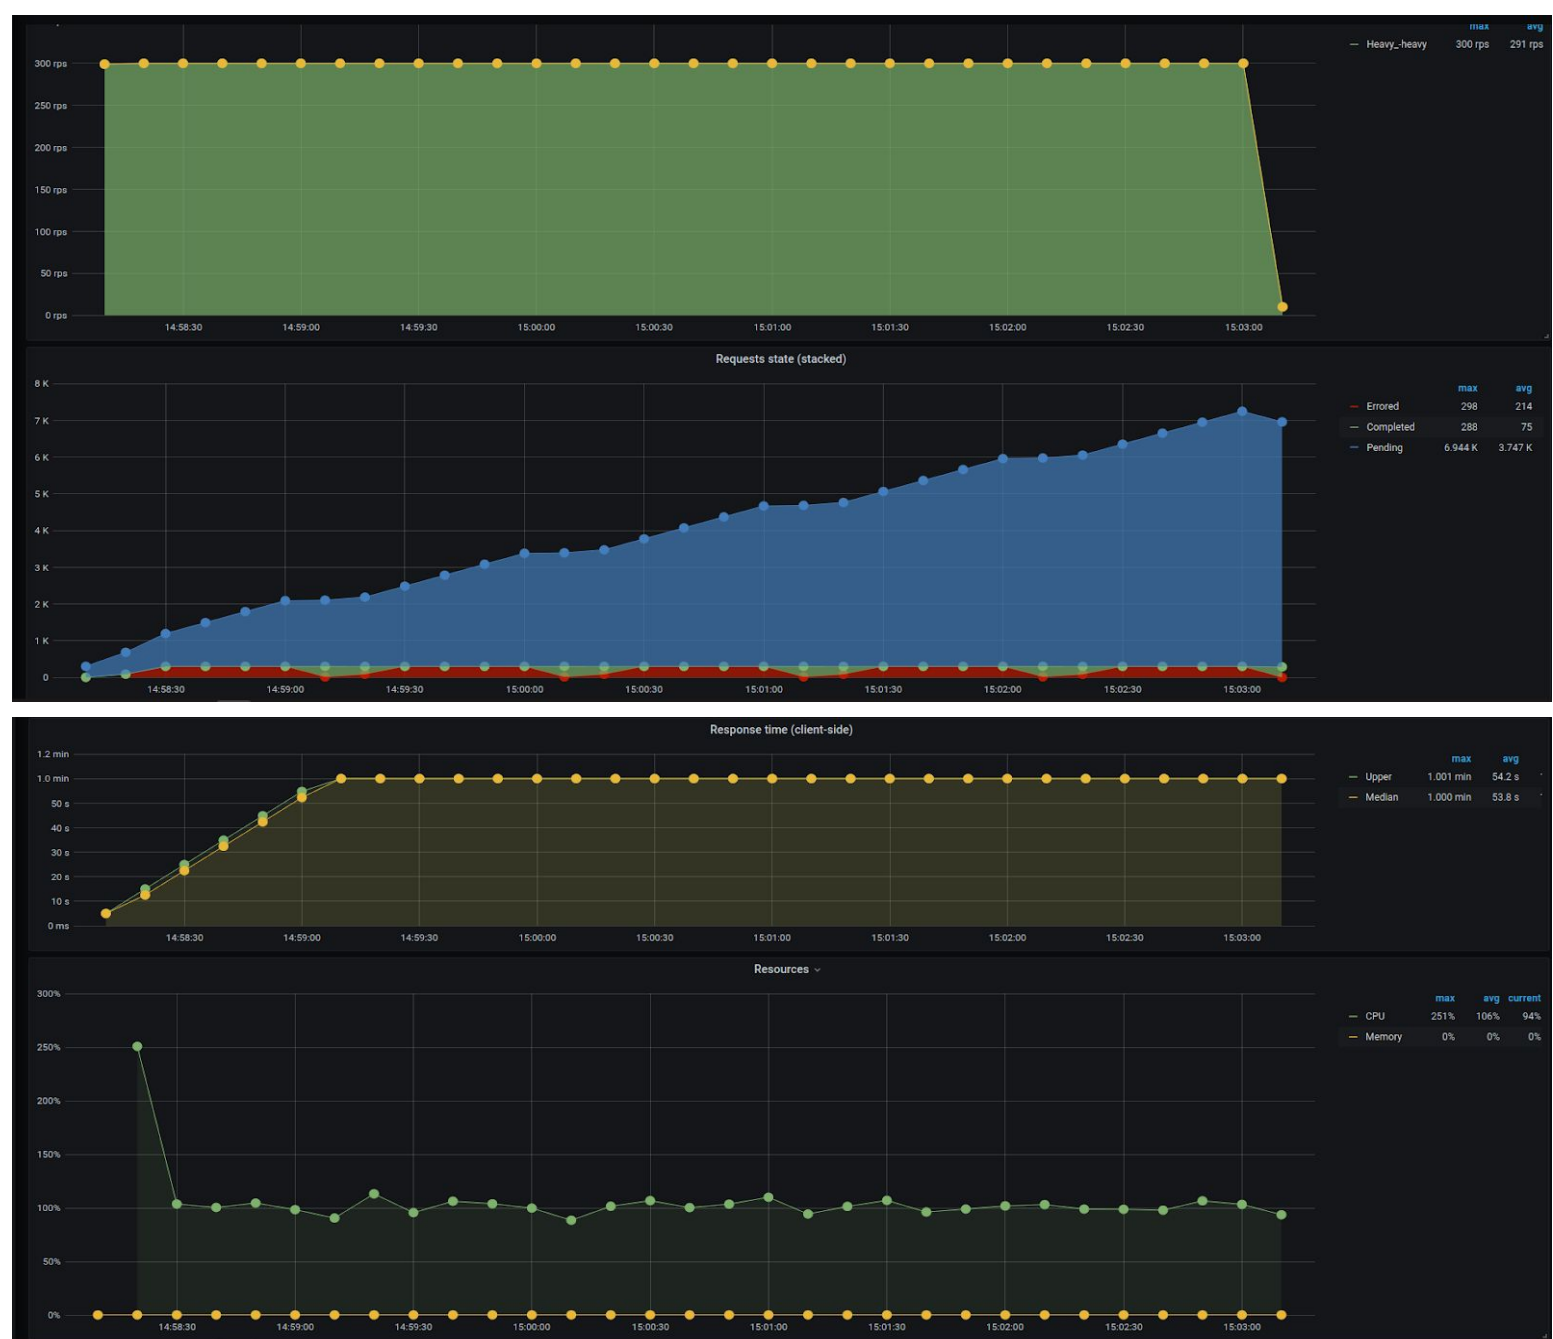 max avg
Heavy_-heavy 300 rps 291 rps
300 rps
250 rps
200 rps
150 rps
100 rps
50 rps
0 rps
14:58:30 14:59:00 14:59:30 15:00:00 15:00:30 15:01:00 15:01:30 15:02:00 15:02:30 15:03:00
Requests state (stacked)
max avg
Errored 298 214
Completed 288 75
Pending 6.944 K 3.747 K
8 K
7 K
6 K
5 K
4 K
3 K
2 K
1 K
0
14:58:30 14:59:00 14:59:30 15:00:00 15:00:30 15:01:00 15:01:30 15:02:00 15:02:30 15:03:00
Response time (client-side)
max avg
Upper 1.001 min 54.2 s
Median 1.000 min 53.8 s
1.2 min
1.0 min
50 s
40 s
30 s
20 s
10 s
0 ms
14:58:30 14:59:00 14:59:30 15:00:00 15:00:30 15:01:00 15:01:30 15:02:00 15:02:30 15:03:00
Resources
max avg current
CPU 251% 106% 94%
Memory 0% 0% 0%
300%
250%
200%
150%
100%
50%
0%
14:58:30 14:59:00 14:59:30 15:00:00 15:00:30 15:01:00 15:01:30 15:02:00 15:02:30 15:03:00